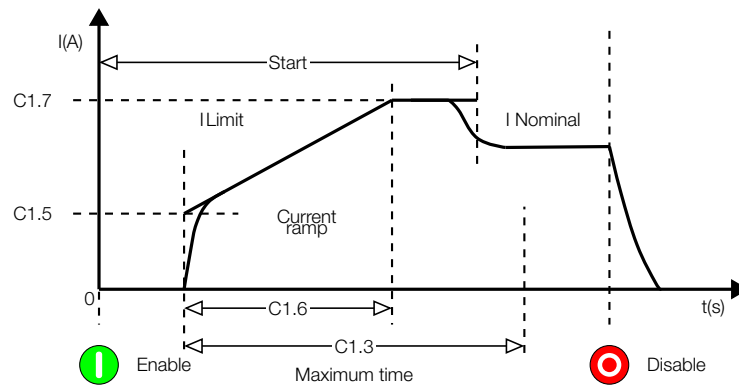 I(A)
Start
C1.7
I Limit
I Nominal
C1.5
Current
ramp
0
t(s)
C1.6
C1.3
Enable
Maximum time
Disable